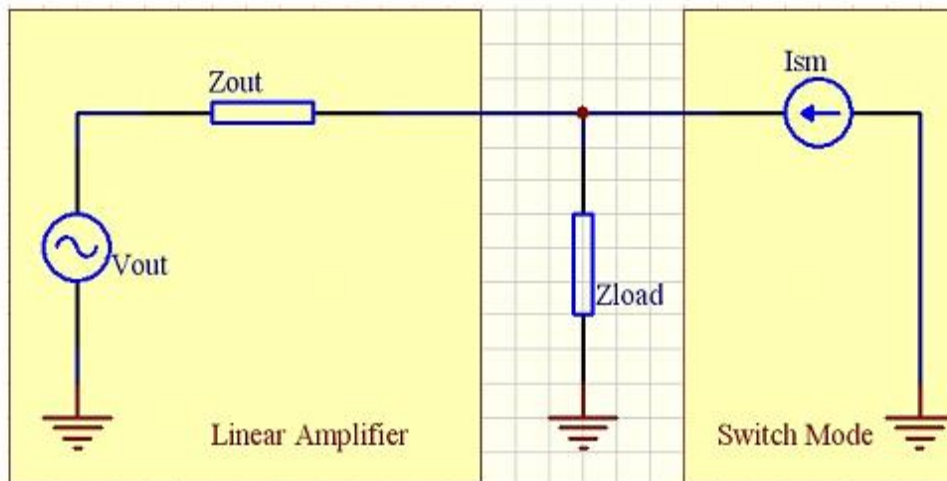 Ism
Zout
Vout
Zload
Linear Amplifier
Switch Mode